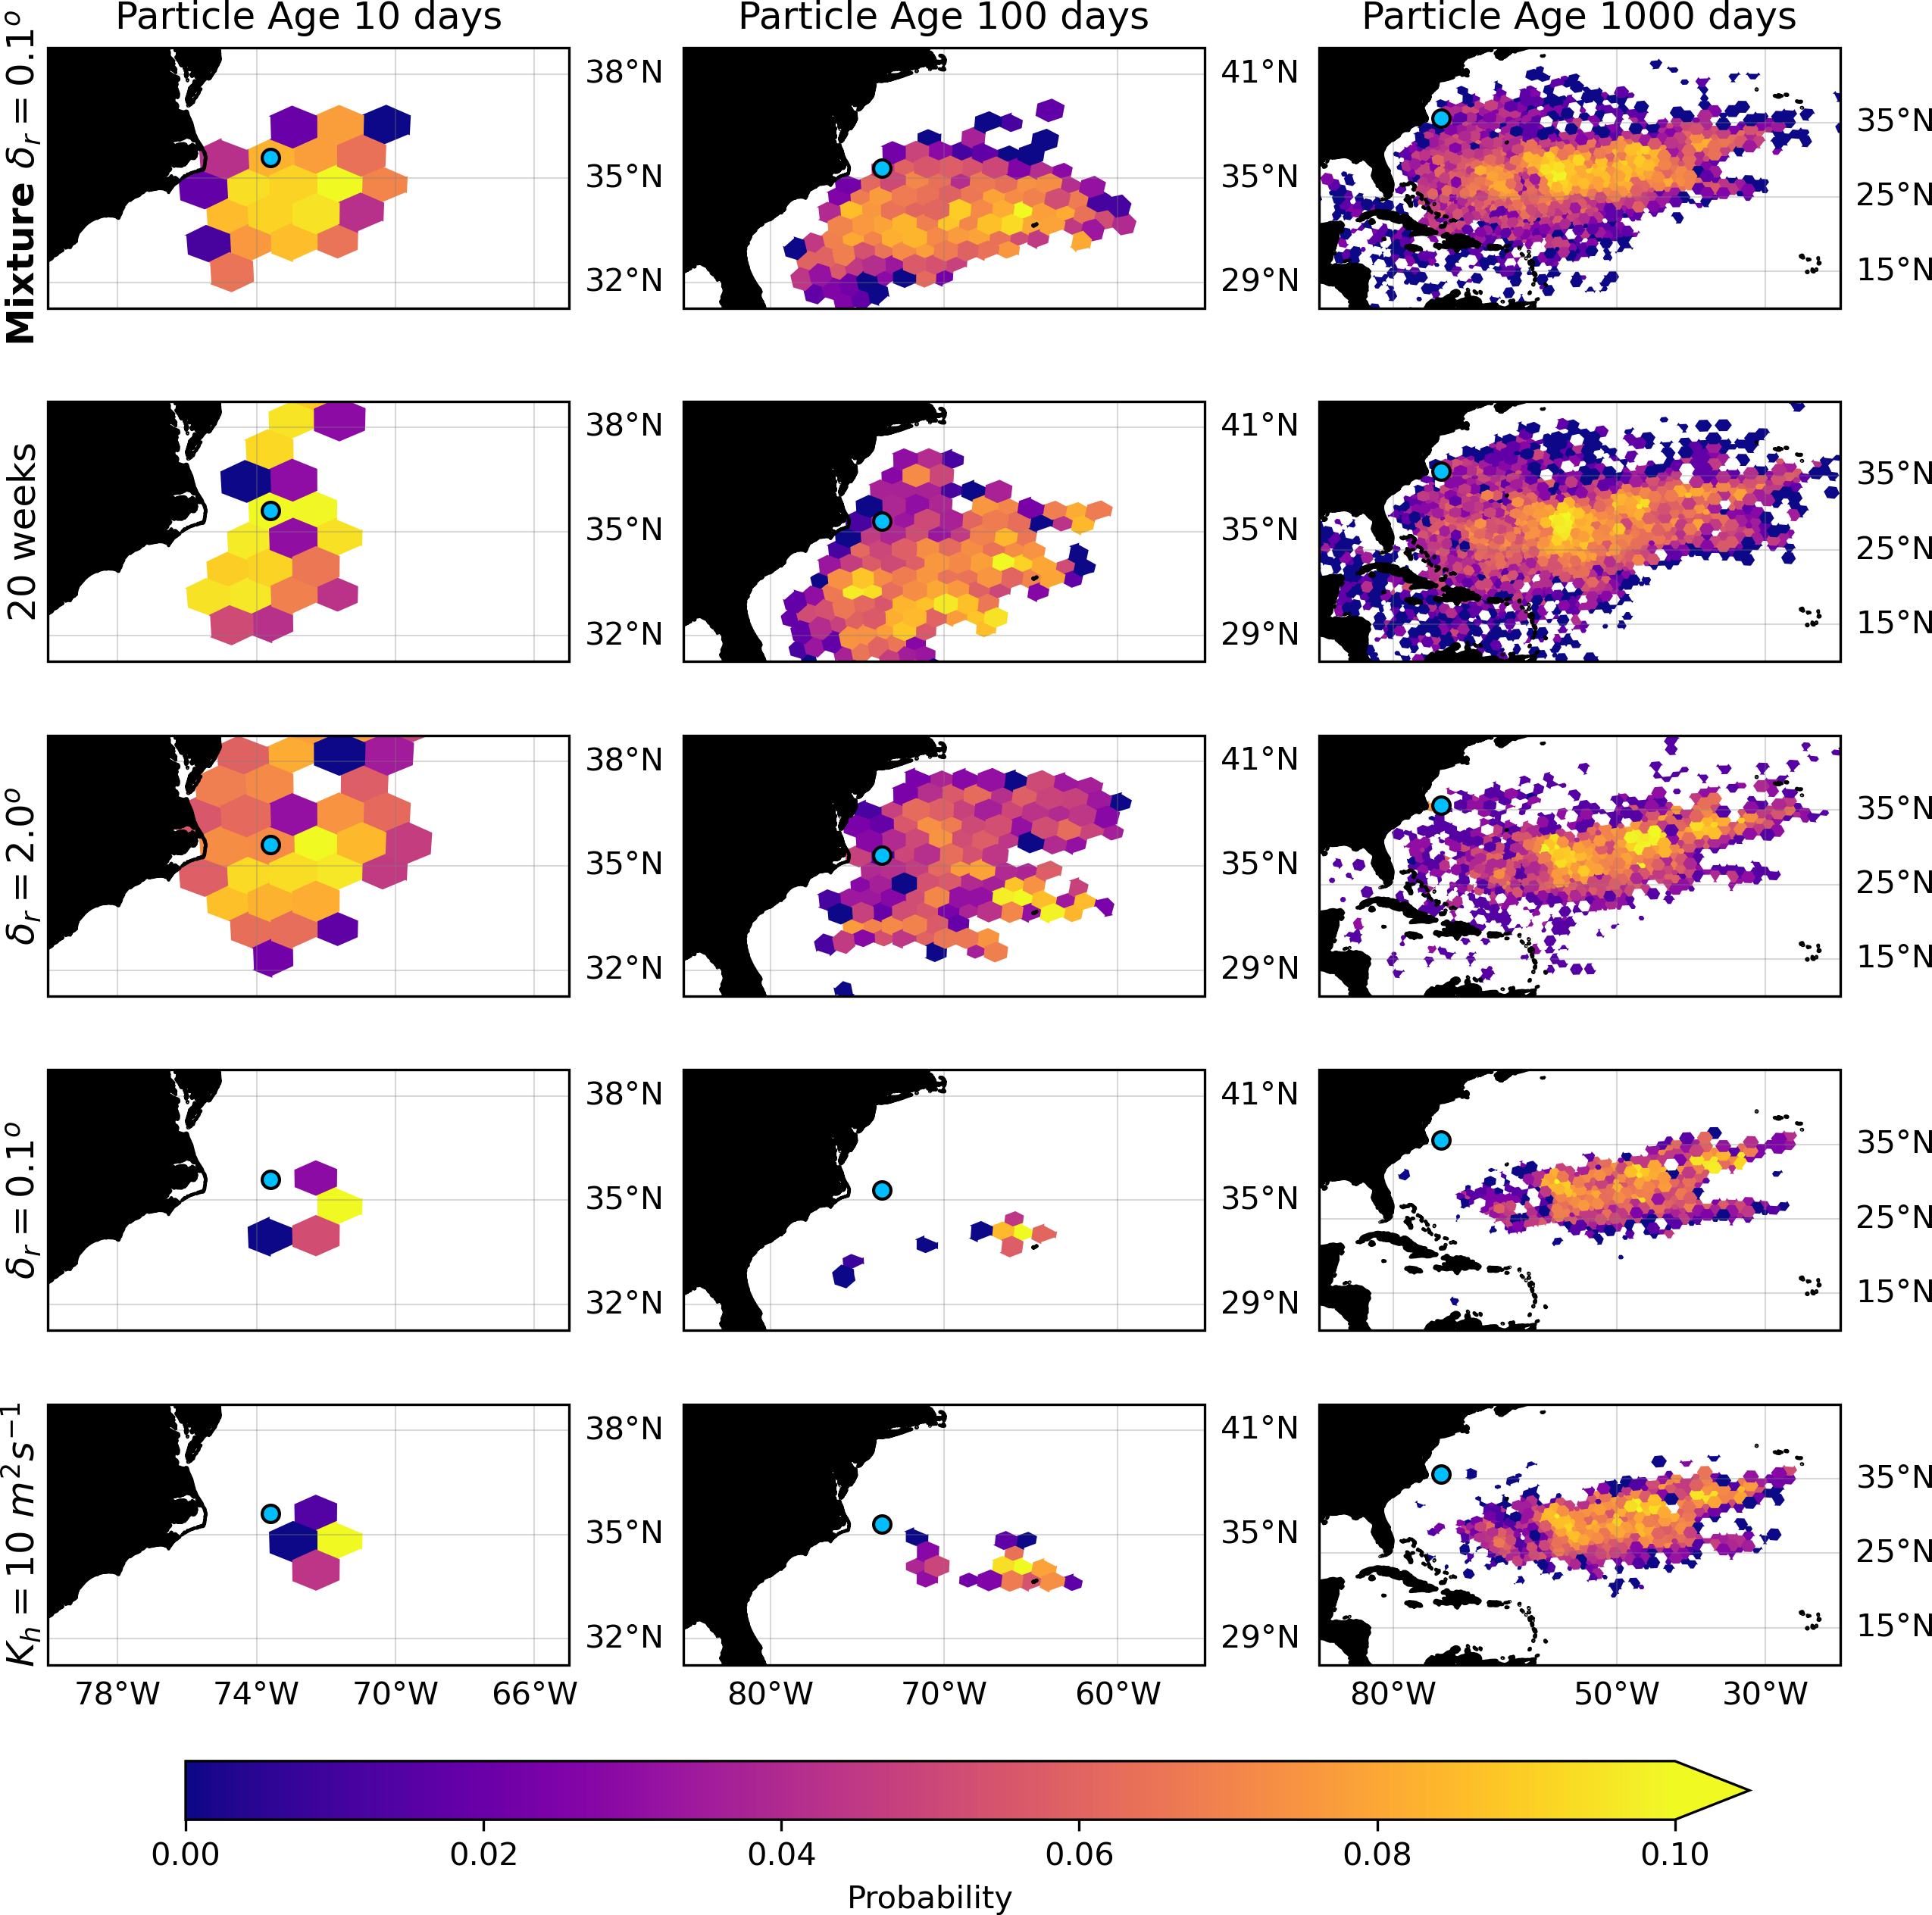 Particle Age 10 days Particle Age 100 days Particle Age 1000 days
Mixture δr = 0.1°
38°N 41°N 35°N
35°N 35°N 25°N
32°N 29°N 15°N
20 weeks
38°N 41°N 35°N
35°N 35°N 25°N
32°N 29°N 15°N
δr = 2.0°
38°N 41°N 35°N
35°N 35°N 25°N
32°N 29°N 15°N
δr = 0.1°
38°N 41°N 35°N
35°N 35°N 25°N
32°N 29°N 15°N
Kh = 10 m²s⁻¹
38°N 41°N 35°N
35°N 35°N 25°N
32°N 29°N 15°N
78°W 74°W 70°W 66°W 80°W 70°W 60°W 80°W 50°W 30°W
0.00 0.02 0.04 0.06 0.08 0.10
Probability